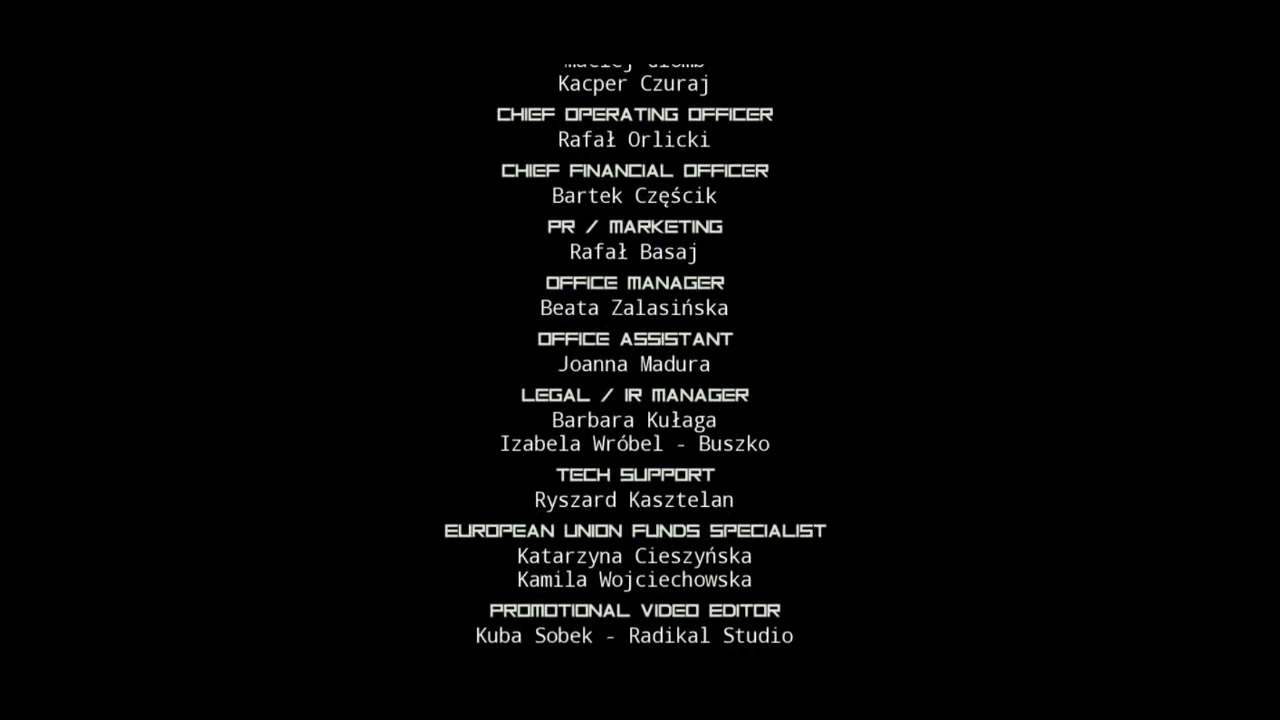 Kacper Czuraj
CHIEF OPERATING OFFICER
Rafał Orlicki
CHIEF FINANCIAL OFFICER
Bartek Częścik
PR / MARKETING
Rafał Basaj
OFFICE MANAGER
Beata Zalasińska
OFFICE ASSISTANT
Joanna Madura
LEGAL / IR MANAGER
Barbara Kułaga
Izabela Wróbel - Buszko
TECH SUPPORT
Ryszard Kasztelan
EUROPEAN UNION FUNDS SPECIALIST
Katarzyna Cieszyńska
Kamila Wojciechowska
PROMOTIONAL VIDEO EDITOR
Kuba Sobek - Radikal Studio